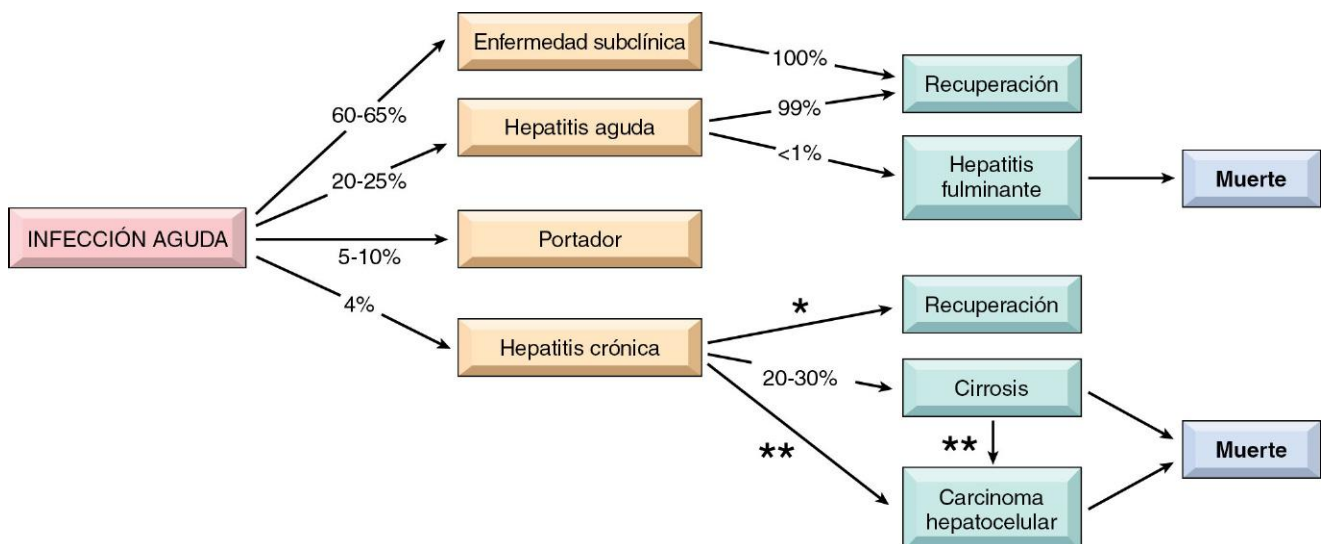 Enfermedad subclínica
100%
Recuperación
60-65%
Hepatitis aguda
99%
<1%
Hepatitis
fulminante
Muerte
20-25%
INFECCIÓN AGUDA
Portador
5-10%
4%
Hepatitis crónica
*
Recuperación
20-30%
Cirrosis
**
**
Muerte
Carcinoma
hepatocelular